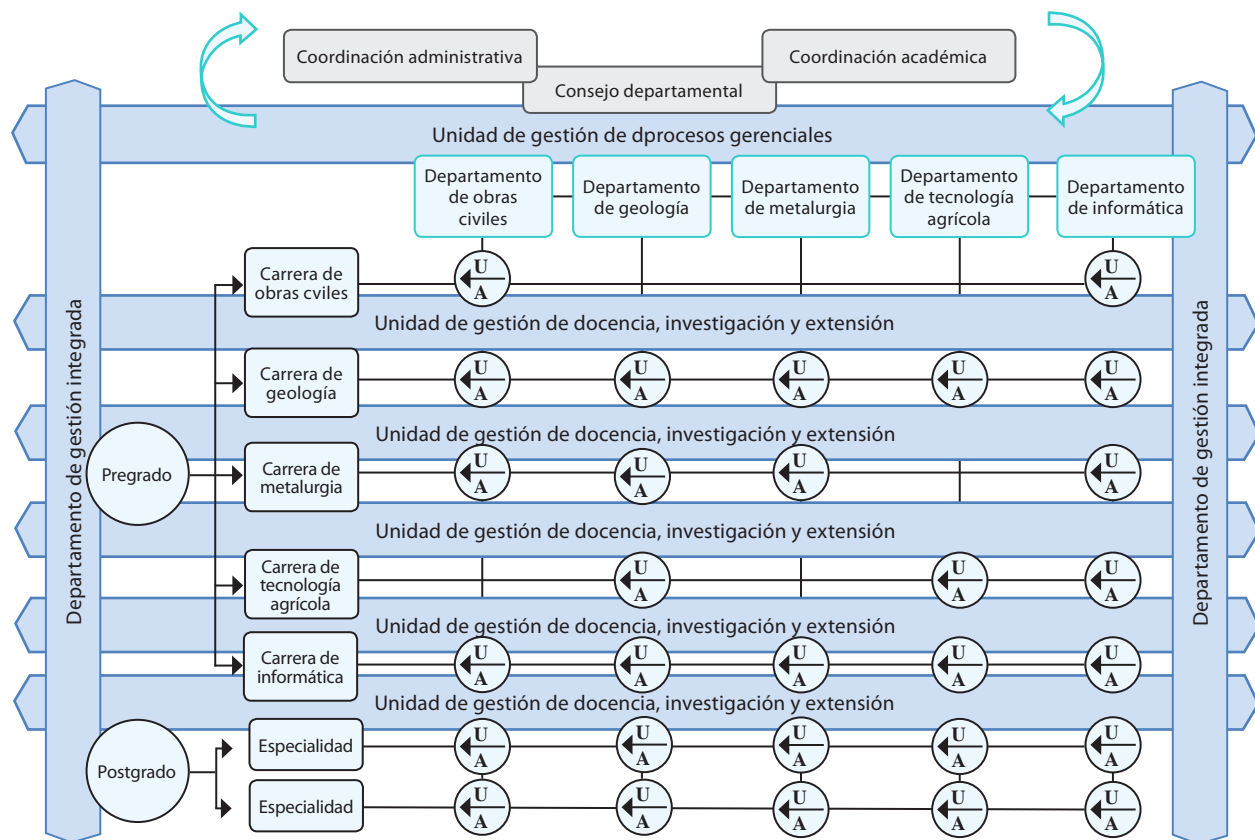 Coordinación administrativa
Coordinación académica
Consejo departamental
Unidad de gestión de dprocesos gerenciales
Departamento de gestión integrada
Departamento de gestión integrada
Departamento
de obras
civiles
Departamento
de geología
Departamento
de metalurgia
Departamento
de tecnología
agrícola
Departamento
de informática
Carrera de
obras cviles
U
A
U
A
Unidad de gestión de docencia, investigación y extensión
Carrera de
geología
U
A
U
A
U
A
U
A
U
A
Unidad de gestión de docencia, investigación y extensión
Pregrado
Carrera de
metalurgia
U
A
U
A
U
A
U
A
Unidad de gestión de docencia, investigación y extensión
Carrera de
tecnología
agrícola
U
A
U
A
U
A
Unidad de gestión de docencia, investigación y extensión
Carrera de
informática
U
A
U
A
U
A
U
A
U
A
Unidad de gestión de docencia, investigación y extensión
Postgrado
Especialidad
U
A
U
A
U
A
U
A
U
A
Especialidad
U
A
U
A
U
A
U
A
U
A